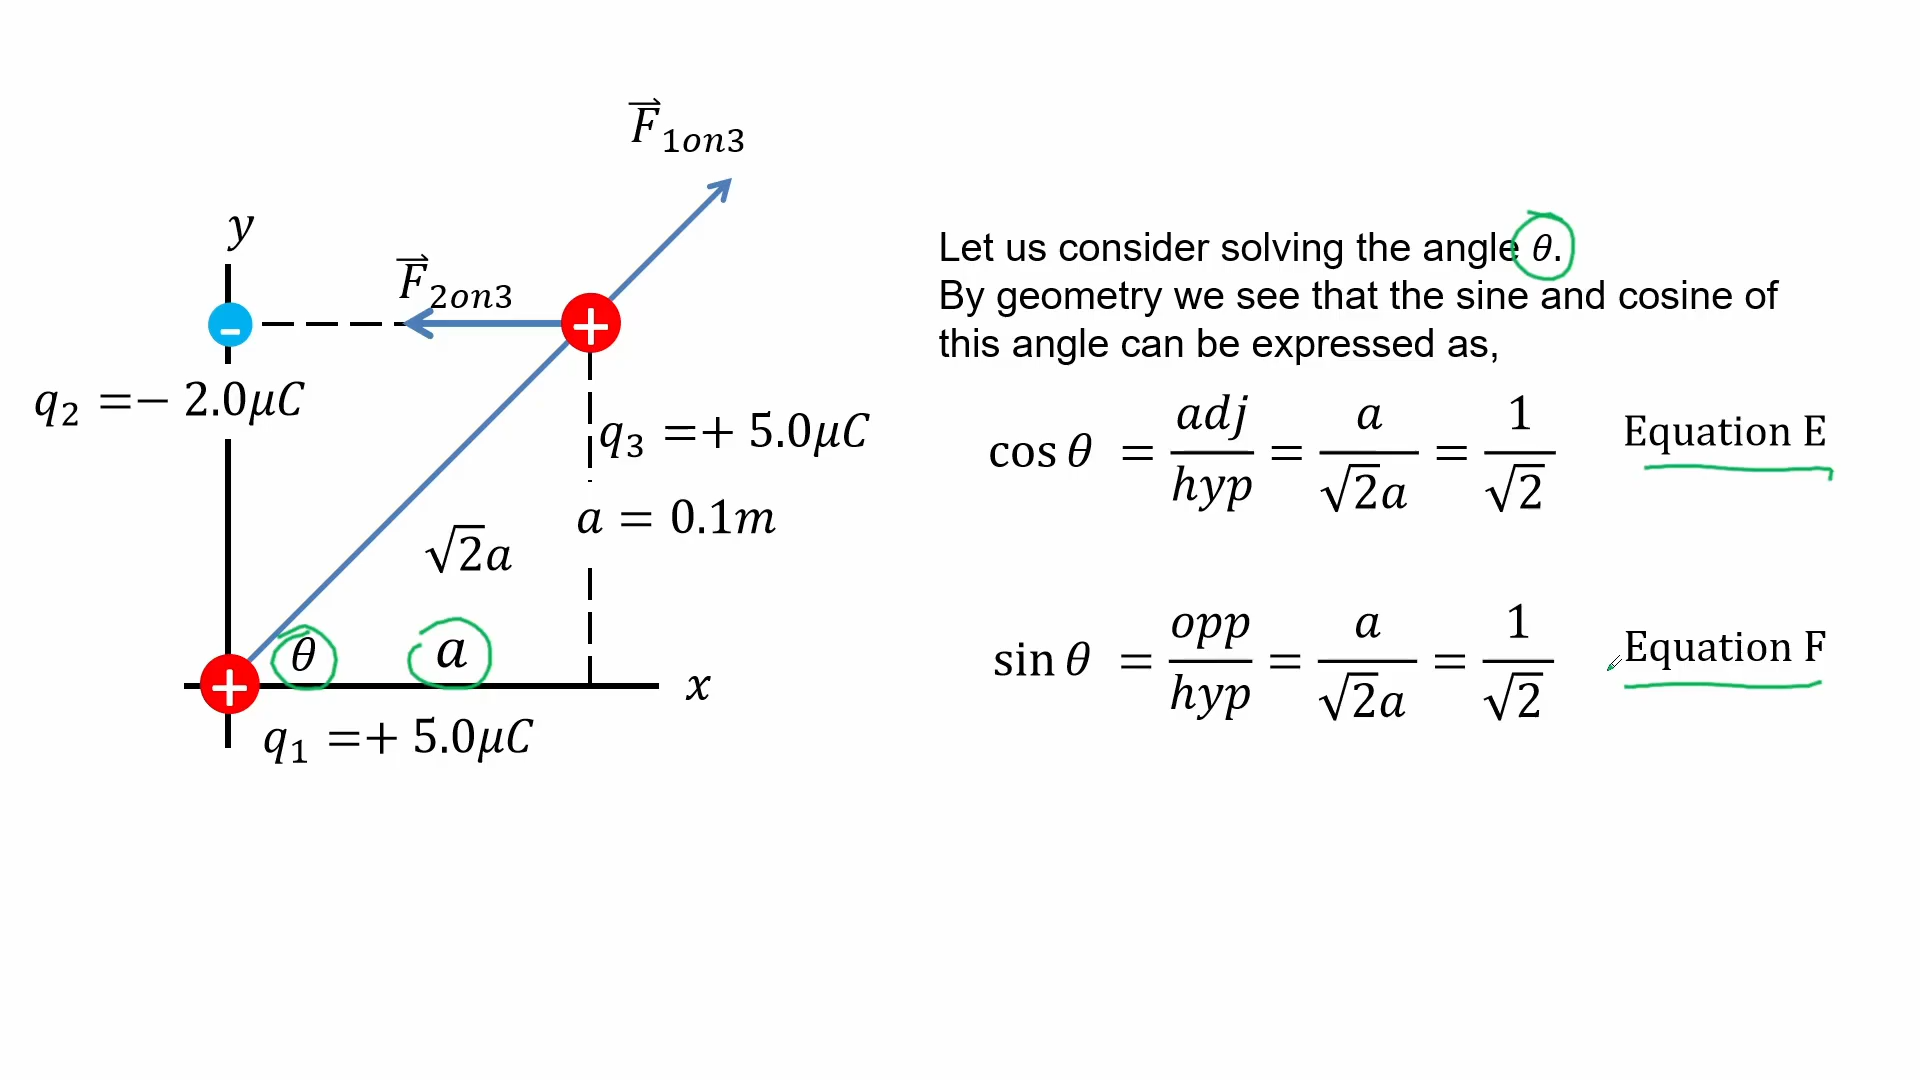 F⃗₁ₒₙ₃
y
F⃗₂ₒₙ₃
-
+
q₂ =− 2.0μC
q₃ =+ 5.0μC
a = 0.1m
√2a
θ
a
+
x
q₁ =+ 5.0μC
Let us consider solving the angle θ.
By geometry we see that the sine and cosine of
this angle can be expressed as,
cos θ = adj/hyp = a/√2a = 1/√2 Equation E
sin θ = opp/hyp = a/√2a = 1/√2 Equation F